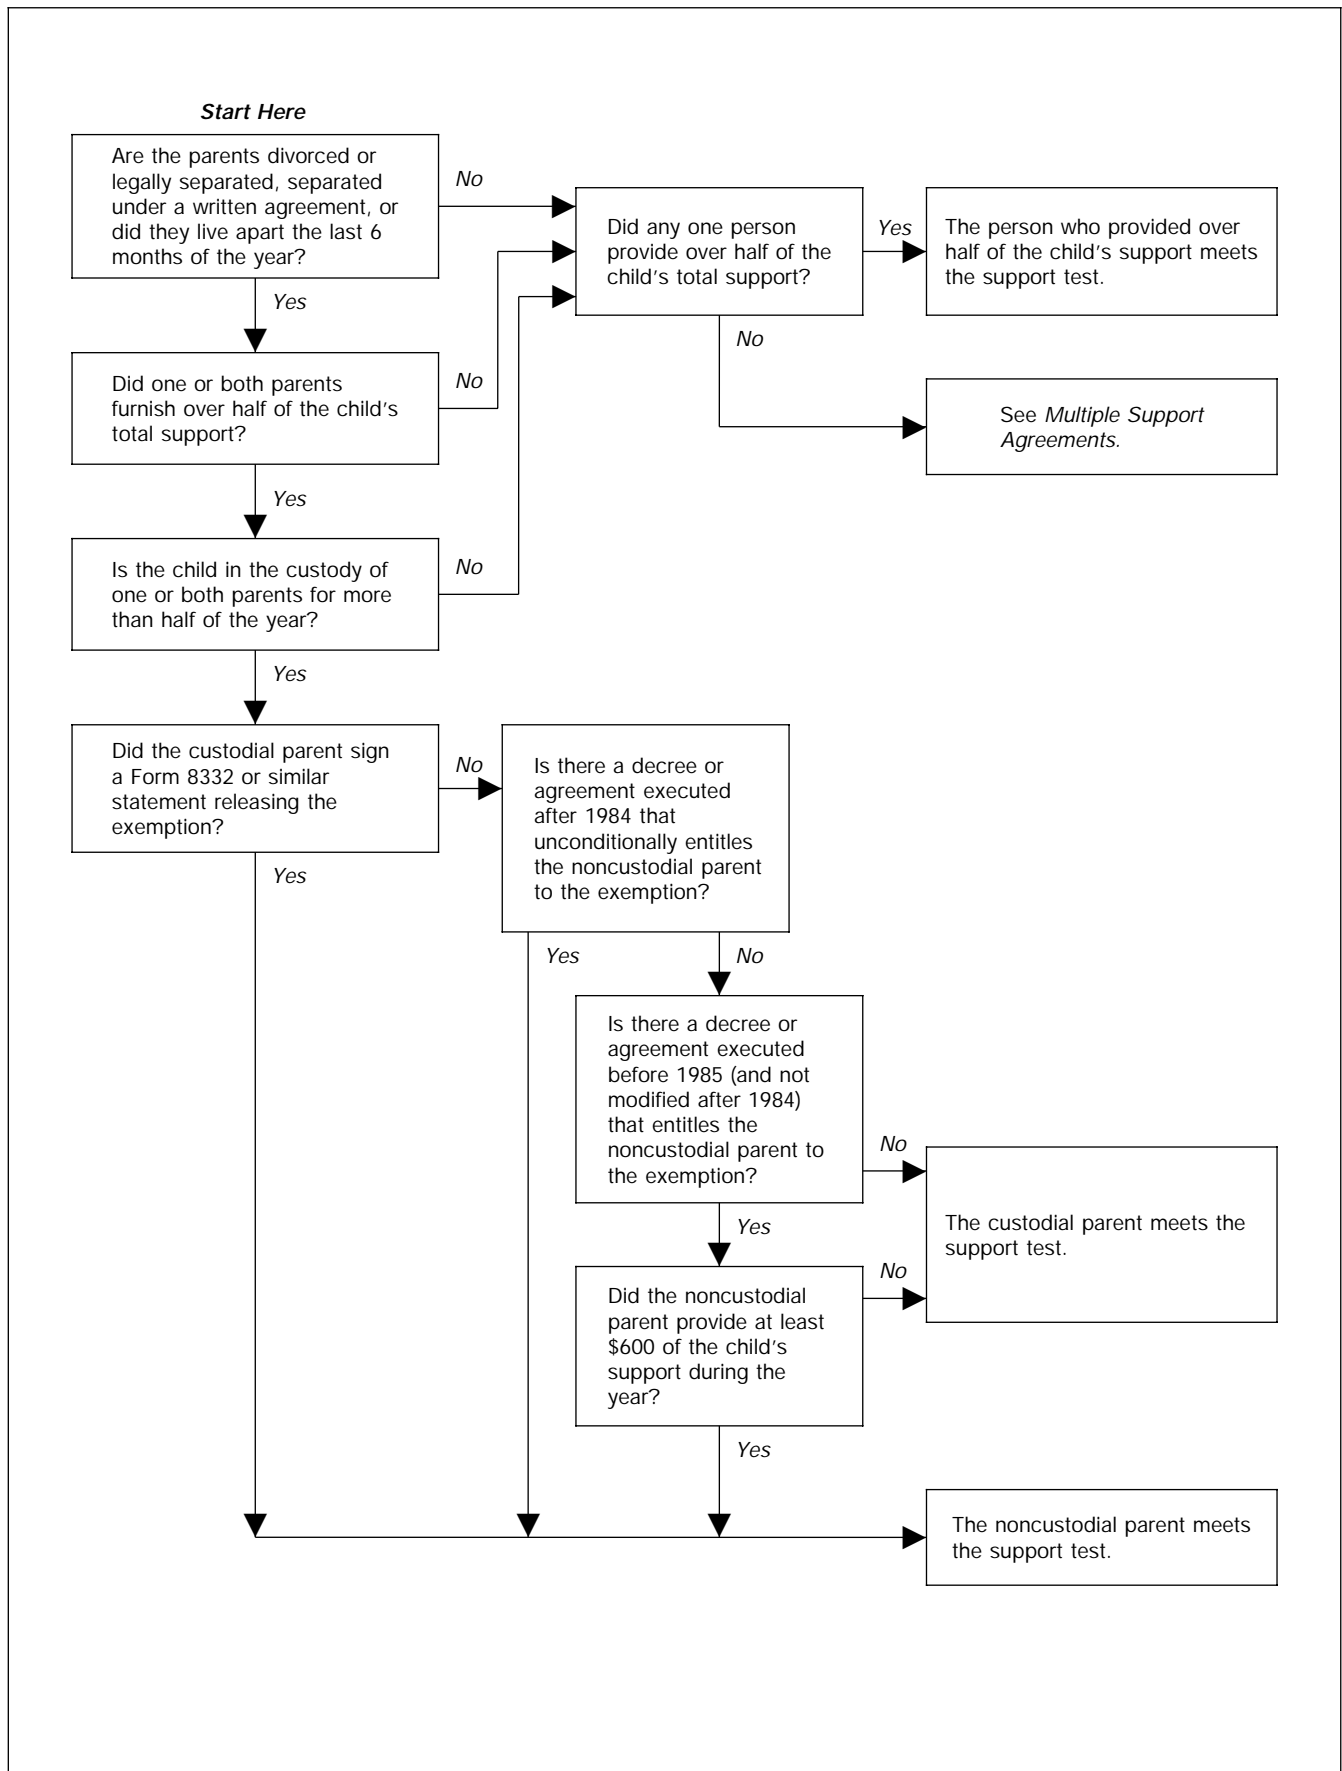 Start Here
Are the parents divorced or
legally separated, separated
under a written agreement, or
did they live apart the last 6
months of the year?
No
Did any one person
provide over half of the
child's total support?
Yes
The person who provided over
half of the child's support meets
the support test.
Yes
No
Did one or both parents
furnish over half of the child's
total support?
No
See Multiple Support
Agreements.
Yes
Is the child in the custody of
one or both parents for more
than half of the year?
No
Yes
Did the custodial parent sign
a Form 8332 or similar
statement releasing the
exemption?
No
Is there a decree or
agreement executed
after 1984 that
unconditionally entitles
the noncustodial parent
to the exemption?
Yes
Yes
No
Is there a decree or
agreement executed
before 1985 (and not
modified after 1984)
that entitles the
noncustodial parent to
the exemption?
No
The custodial parent meets the
support test.
Yes
No
Did the noncustodial
parent provide at least
$600 of the child's
support during the
year?
Yes
The noncustodial parent meets
the support test.